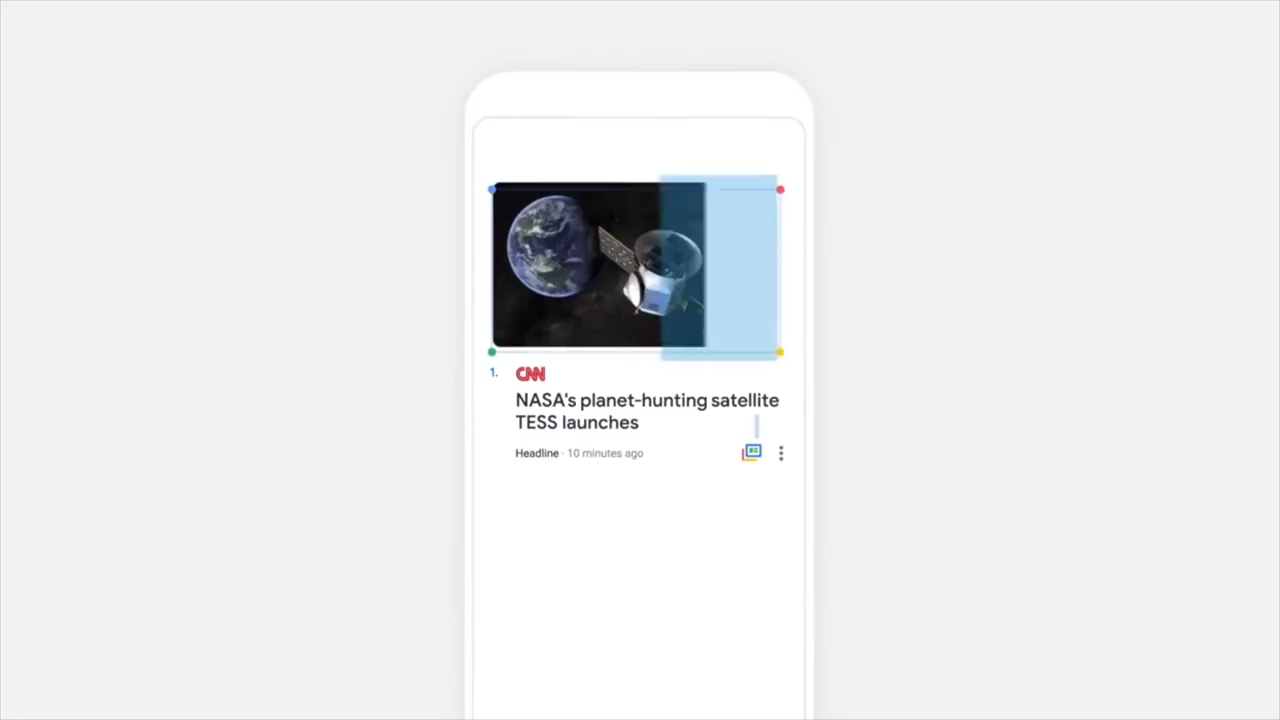 1. CNN
NASA's planet-hunting satellite
TESS launches
Headline · 10 minutes ago